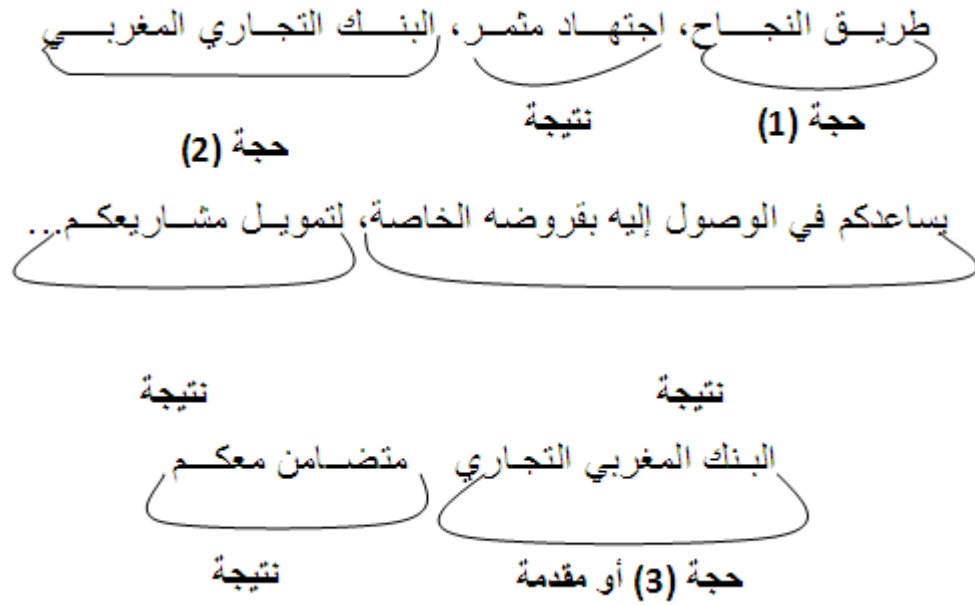 طريق النجاح، اجتهاد مثمر، البنك التجاري المغربي
حجة (1) نتيجة
حجة (2)
يساعدكم في الوصول إليه بقروضه الخاصة، لتمويل مشاريعكم...
نتيجة نتيجة
البنك المغربي التجاري متضامن معكم
حجة (3) أو مقدمة نتيجة